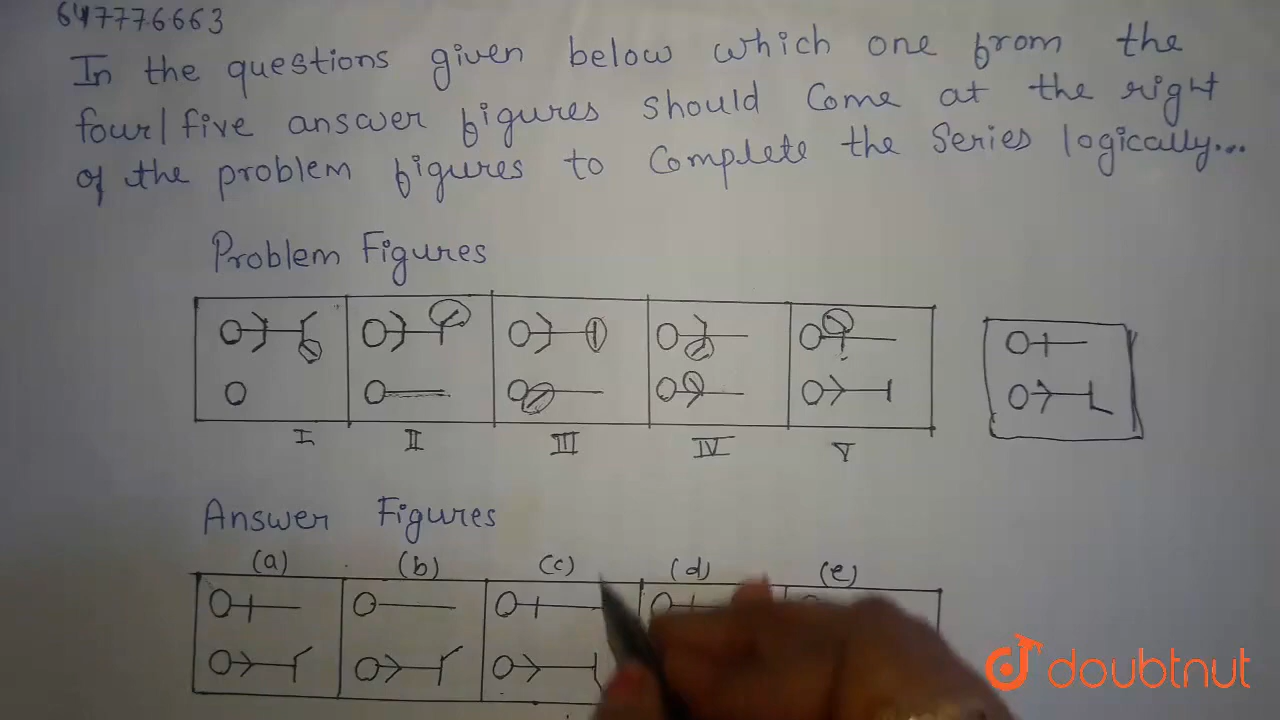 647776663
In the questions given below which one from the
four/five answer figures should come at the right
of the problem figures to complete the series logically...
Problem Figures
I II III IV V
Answer Figures
(a) (b) (c) (d) (e)
doubtnut